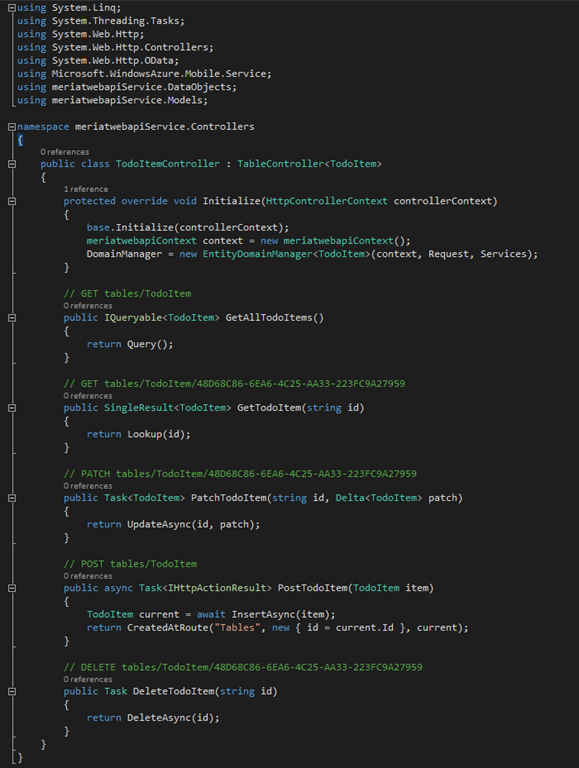 using System.Linq;
using System.Threading.Tasks;
using System.Web.Http;
using System.Web.Http.Controllers;
using System.Web.Http.OData;
using Microsoft.WindowsAzure.Mobile.Service;
using meriatwebapiService.DataObjects;
using meriatwebapiService.Models;
namespace meriatwebapiService.Controllers
{
0 references
public class TodoItemController : TableController<TodoItem>
{
1 reference
protected override void Initialize(HttpControllerContext controllerContext)
{
base.Initialize(controllerContext);
meriatwebapiContext context = new meriatwebapiContext();
DomainManager = new EntityDomainManager<TodoItem>(context, Request, Services);
}
// GET tables/TodoItem
0 references
public IQueryable<TodoItem> GetAllTodoItems()
{
return Query();
}
// GET tables/TodoItem/48D68C86-6EA6-4C25-AA33-223FC9A27959
0 references
public SingleResult<TodoItem> GetTodoItem(string id)
{
return Lookup(id);
}
// PATCH tables/TodoItem/48D68C86-6EA6-4C25-AA33-223FC9A27959
0 references
public Task<TodoItem> PatchTodoItem(string id, Delta<TodoItem> patch)
{
return UpdateAsync(id, patch);
}
// POST tables/TodoItem
0 references
public async Task<IHttpActionResult> PostTodoItem(TodoItem item)
{
TodoItem current = await InsertAsync(item);
return CreatedAtRoute("Tables", new { id = current.Id }, current);
}
// DELETE tables/TodoItem/48D68C86-6EA6-4C25-AA33-223FC9A27959
0 references
public Task DeleteTodoItem(string id)
{
return DeleteAsync(id);
}
}
}